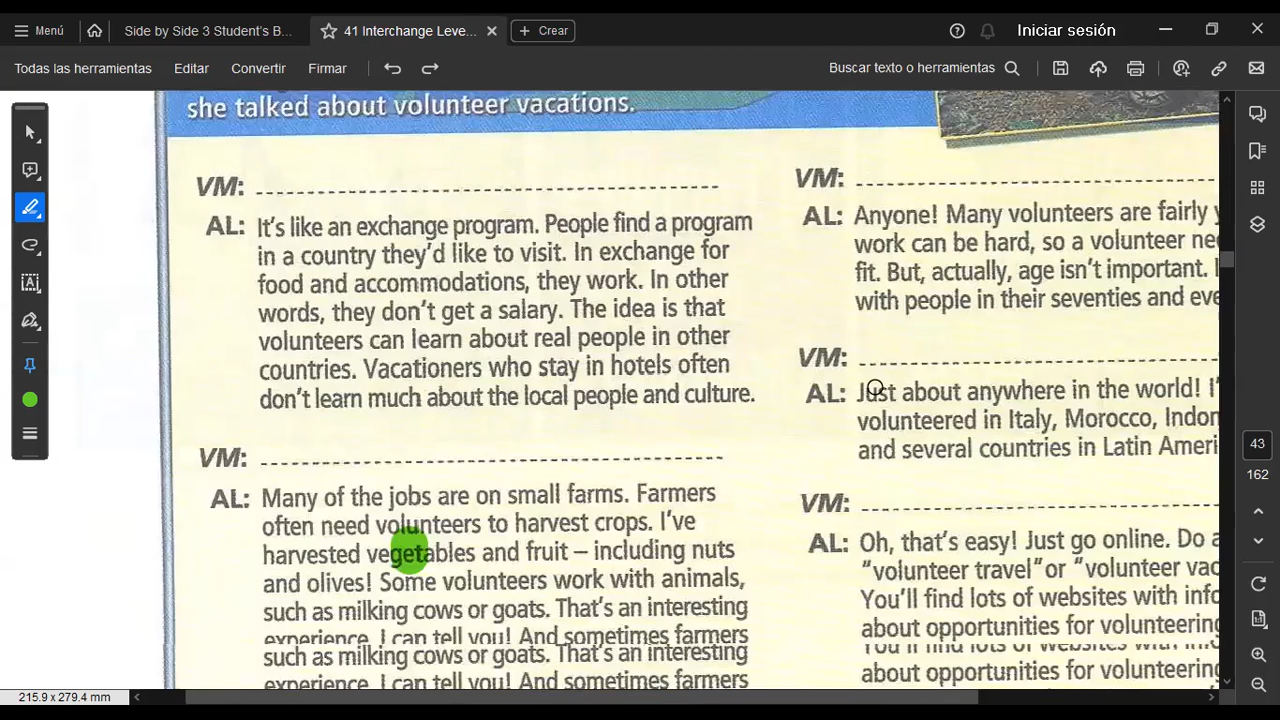 Menú
Side by Side 3 Student's B...
41 Interchange Leve...
Crear
Iniciar sesión
Todas las herramientas
Editar
Convertir
Firmar
Buscar texto o herramientas
she talked about volunteer vacations.
VM:
AL: It's like an exchange program. People find a program
in a country they'd like to visit. In exchange for
food and accommodations, they work. In other
words, they don't get a salary. The idea is that
volunteers can learn about real people in other
countries. Vacationers who stay in hotels often
don't learn much about the local people and culture.
VM:
AL: Many of the jobs are on small farms. Farmers
often need volunteers to harvest crops. I've
harvested vegetables and fruit – including nuts
and olives! Some volunteers work with animals,
such as milking cows or goats. That's an interesting
experience, I can tell you! And sometimes farmers
such as milking cows or goats. That's an interesting
experience, I can tell you! And sometimes farmers
VM:
AL: Anyone! Many volunteers are fairly y
work can be hard, so a volunteer nee
fit. But, actually, age isn't important. I
with people in their seventies and eve
VM:
AL: Just about anywhere in the world! I'
volunteered in Italy, Morocco, Indon
and several countries in Latin Ameri
VM:
AL: Oh, that's easy! Just go online. Do a
"volunteer travel" or "volunteer vac
You'll find lots of websites with info
about opportunities for volunteering
You'll find lots of websites with info
about opportunities for volunteering
43
162
215.9 x 279.4 mm